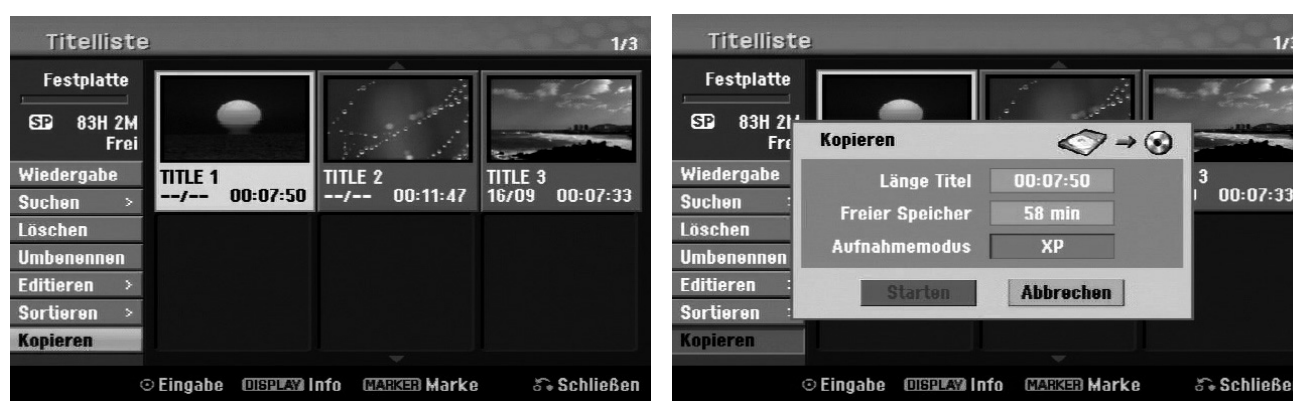 Titelliste
1/3
Festplatte
SP 83H 2M
Frei
Wiedergabe
Suchen >
Löschen
Umbenennen
Editieren >
Sortieren >
Kopieren
TITLE 1
--/-- 00:07:50
TITLE 2
--/-- 00:11:47
TITLE 3
16/09 00:07:33
Eingabe DISPLAY Info MARKER Marke Schließen
Titelliste
1/
Festplatte
SP 83H 2
Fre
Wiedergabe
Suchen
Löschen
Umbenennen
Editieren
Sortieren
Kopieren
3
00:07:33
Kopieren
Länge Titel 00:07:50
Freier Speicher 58 min
Aufnahmemodus XP
Starten Abbrechen
Eingabe DISPLAY Info MARKER Marke Schließe